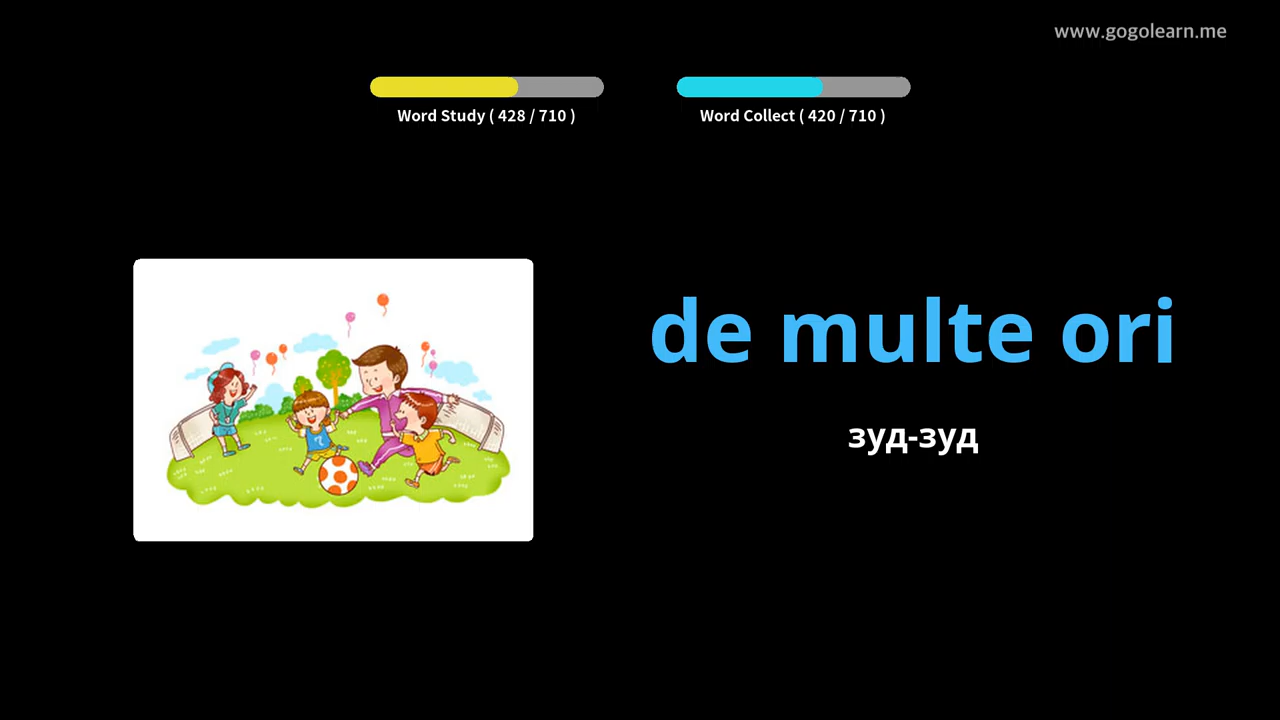 www.gogolearn.me
Word Study ( 428 / 710 )
Word Collect ( 420 / 710 )
de multe ori
зуд-зуд